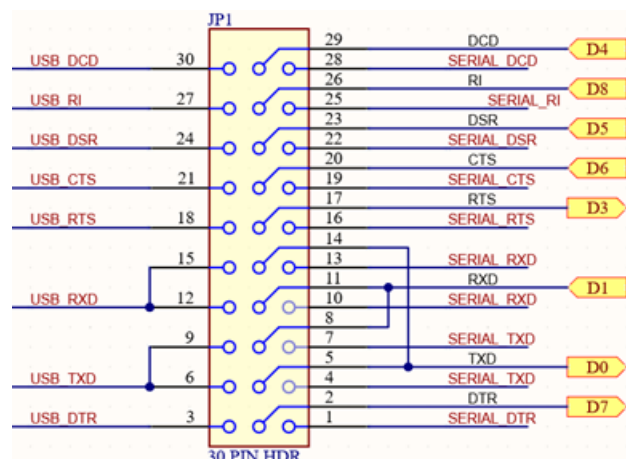 JP1
29 DCD D4
USB_DCD 30 28 SERIAL_DCD
26 RI D8
USB_RI 27 25 SERIAL_RI
23 DSR D5
USB_DSR 24 22 SERIAL_DSR
20 CTS D6
USB_CTS 21 19 SERIAL_CTS
17 RTS D3
USB_RTS 18 16 SERIAL_RTS
14
15 13 SERIAL_RXD
11 RXD D1
USB_RXD 12 10 SERIAL_RXD
8
9 7 SERIAL_TXD
5 TXD D0
USB_TXD 6 4 SERIAL_TXD
2 DTR D7
USB_DTR 3 1 SERIAL_DTR
30 PIN HDR